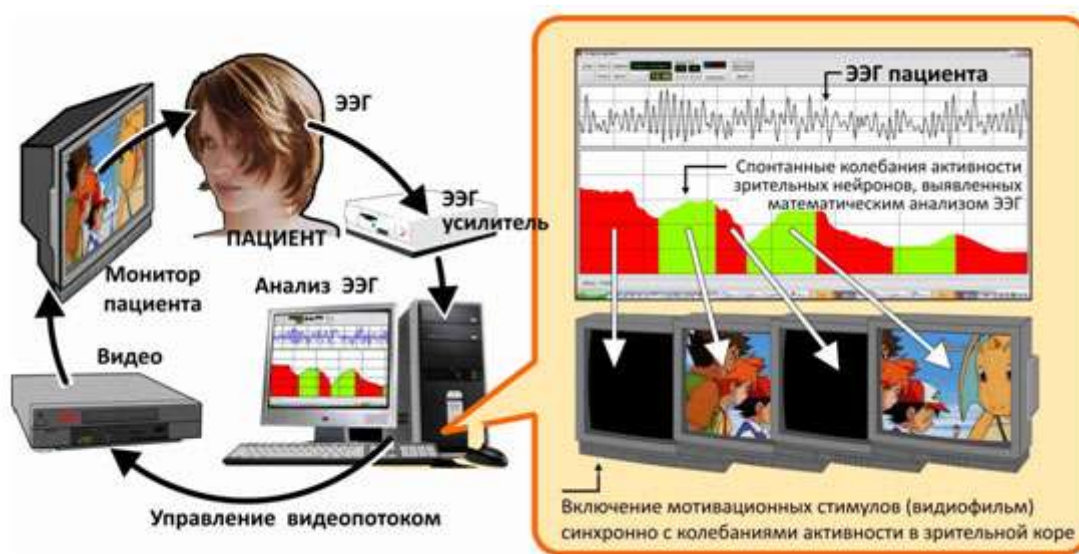 ЭЭГ
ЭЭГ
усилитель
ПАЦИЕНТ
Монитор
пациента
Анализ ЭЭГ
Видео
Управление видеопотоком
ЭЭГ пациента
Спонтанные колебания активности
зрительных нейронов, выявленных
математическим анализом ЭЭГ
Включение мотивационных стимулов (видиофильм)
синхронно с колебаниями активности в зрительной коре